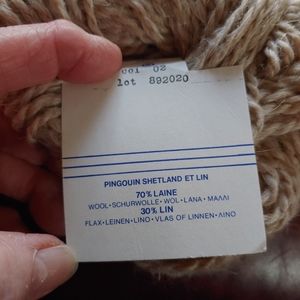 col 02
lot 892020
PINGOUIN SHETLAND ET LIN
70% LAINE
WOOL•SCHURWOLLE•WOL•LANA•ΜΑΛΛΙ
30% LIN
FLAX•LEINEN•LINO•VLAS OF LINNEN•ΛΙΝΟ